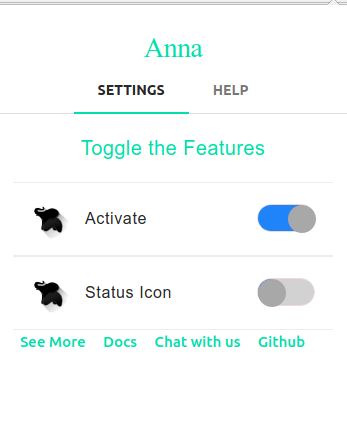 Anna
SETTINGS HELP
Toggle the Features
Activate
Status Icon
See More Docs Chat with us Github